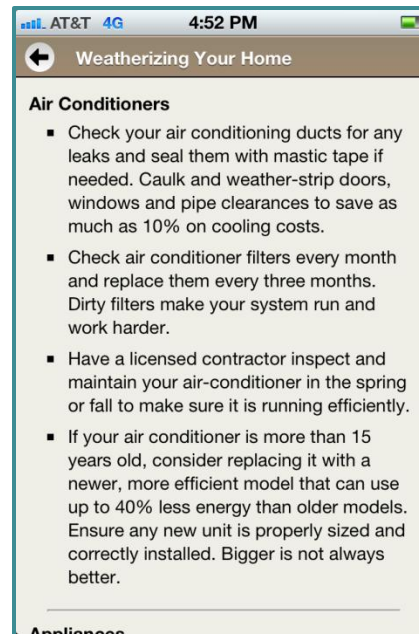 AT&T 4G 4:52 PM
Weatherizing Your Home
Air Conditioners
▪ Check your air conditioning ducts for any
leaks and seal them with mastic tape if
needed. Caulk and weather-strip doors,
windows and pipe clearances to save as
much as 10% on cooling costs.
▪ Check air conditioner filters every month
and replace them every three months.
Dirty filters make your system run and
work harder.
▪ Have a licensed contractor inspect and
maintain your air-conditioner in the spring
or fall to make sure it is running efficiently.
▪ If your air conditioner is more than 15
years old, consider replacing it with a
newer, more efficient model that can use
up to 40% less energy than older models.
Ensure any new unit is properly sized and
correctly installed. Bigger is not always
better.
Appliances